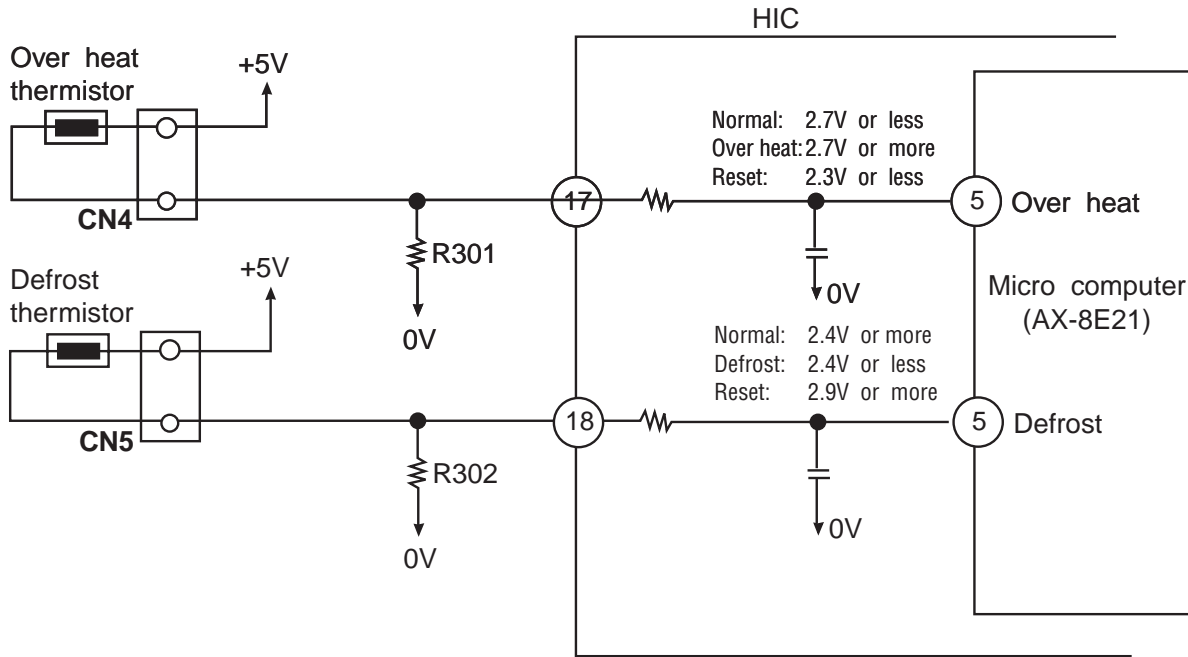 HIC
Over heat
thermistor
+5V
CN4
R301
0V
17
Normal: 2.7V or less
Over heat: 2.7V or more
Reset: 2.3V or less
0V
5
Over heat
Micro computer
(AX-8E21)
Defrost
thermistor
+5V
CN5
R302
0V
18
Normal: 2.4V or more
Defrost: 2.4V or less
Reset: 2.9V or more
0V
5
Defrost